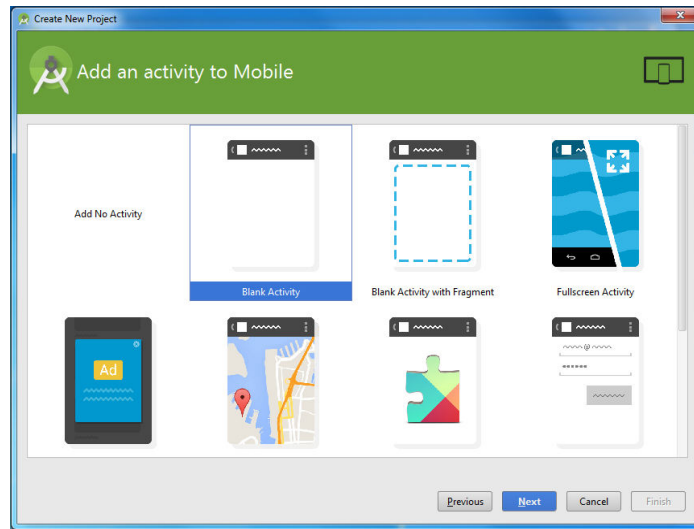 Create New Project
Add an activity to Mobile
Add No Activity
Blank Activity
Blank Activity with Fragment
Fullscreen Activity
Ad
Previous
Next
Cancel
Finish